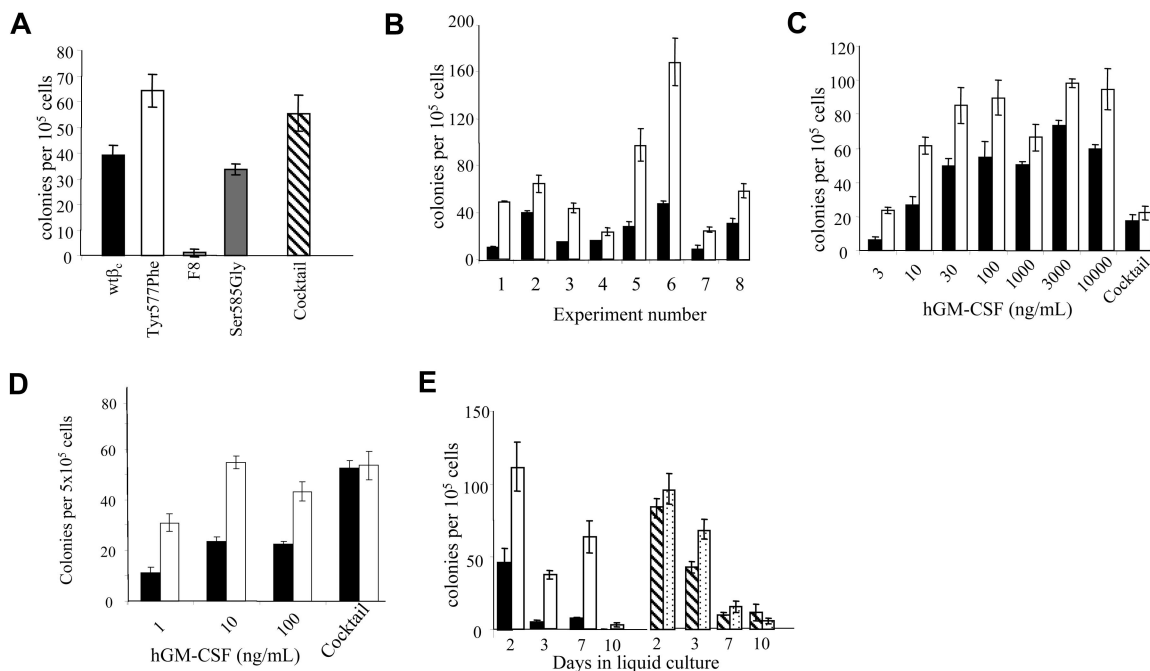 A
colonies per 10⁵ cells
80
70
60
50
40
30
20
10
0
wtβc
Tyr577Phe
F8
Ser585Gly
Cocktail
B
colonies per 10⁵ cells
200
160
120
80
40
0
1 2 3 4 5 6 7 8
Experiment number
C
colonies per 10⁵ cells
120
100
80
60
40
20
0
3 10 30 100 1000 3000 10000 Cocktail
hGM-CSF (ng/mL)
D
Colonies per 5x10⁵ cells
80
60
40
20
0
1 10 100 Cocktail
hGM-CSF (ng/mL)
E
colonies per 10⁵ cells
150
100
50
0
2 3 7 10 2 3 7 10
Days in liquid culture